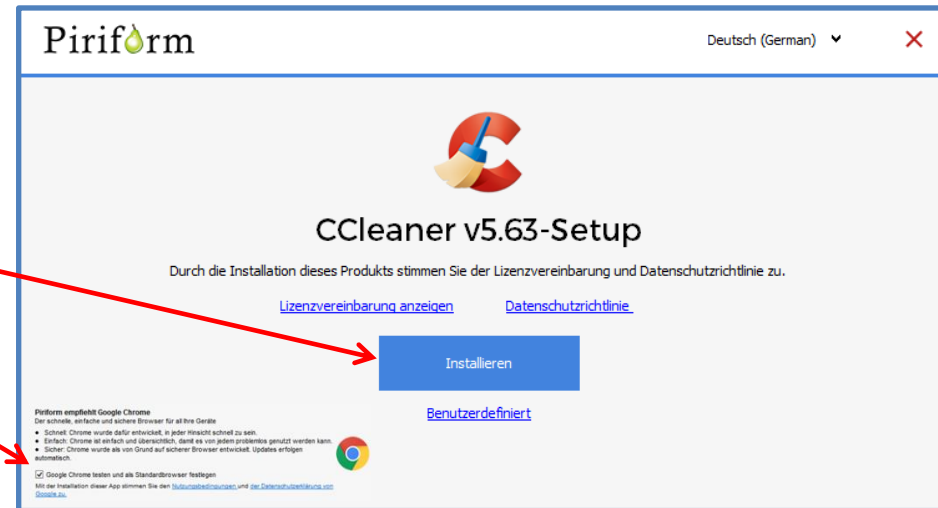 Piriform
Deutsch (German)
CCleaner v5.63-Setup
Durch die Installation dieses Produkts stimmen Sie der Lizenzvereinbarung und Datenschutzrichtlinie zu.
Lizenzvereinbarung anzeigen Datenschutzrichtlinie
Installieren
Benutzerdefiniert
Piriform empfiehlt Google Chrome
Der schnelle, einfache und sichere Browser für all Ihre Geräte
• Schnell: Chrome wurde dafür entwickelt, in jeder Hinsicht schnell zu sein.
• Einfach: Chrome ist einfach und übersichtlich, damit es von jedem problemlos genutzt werden kann.
• Sicher: Chrome wurde als von Grund auf sicherer Browser entwickelt. Updates erfolgen
automatisch.
Google Chrome testen und als Standardbrowser festlegen
Mit der Installation dieser App stimmen Sie den Nutzungsbedingungen und der Datenschutzerklärung von
Google zu.